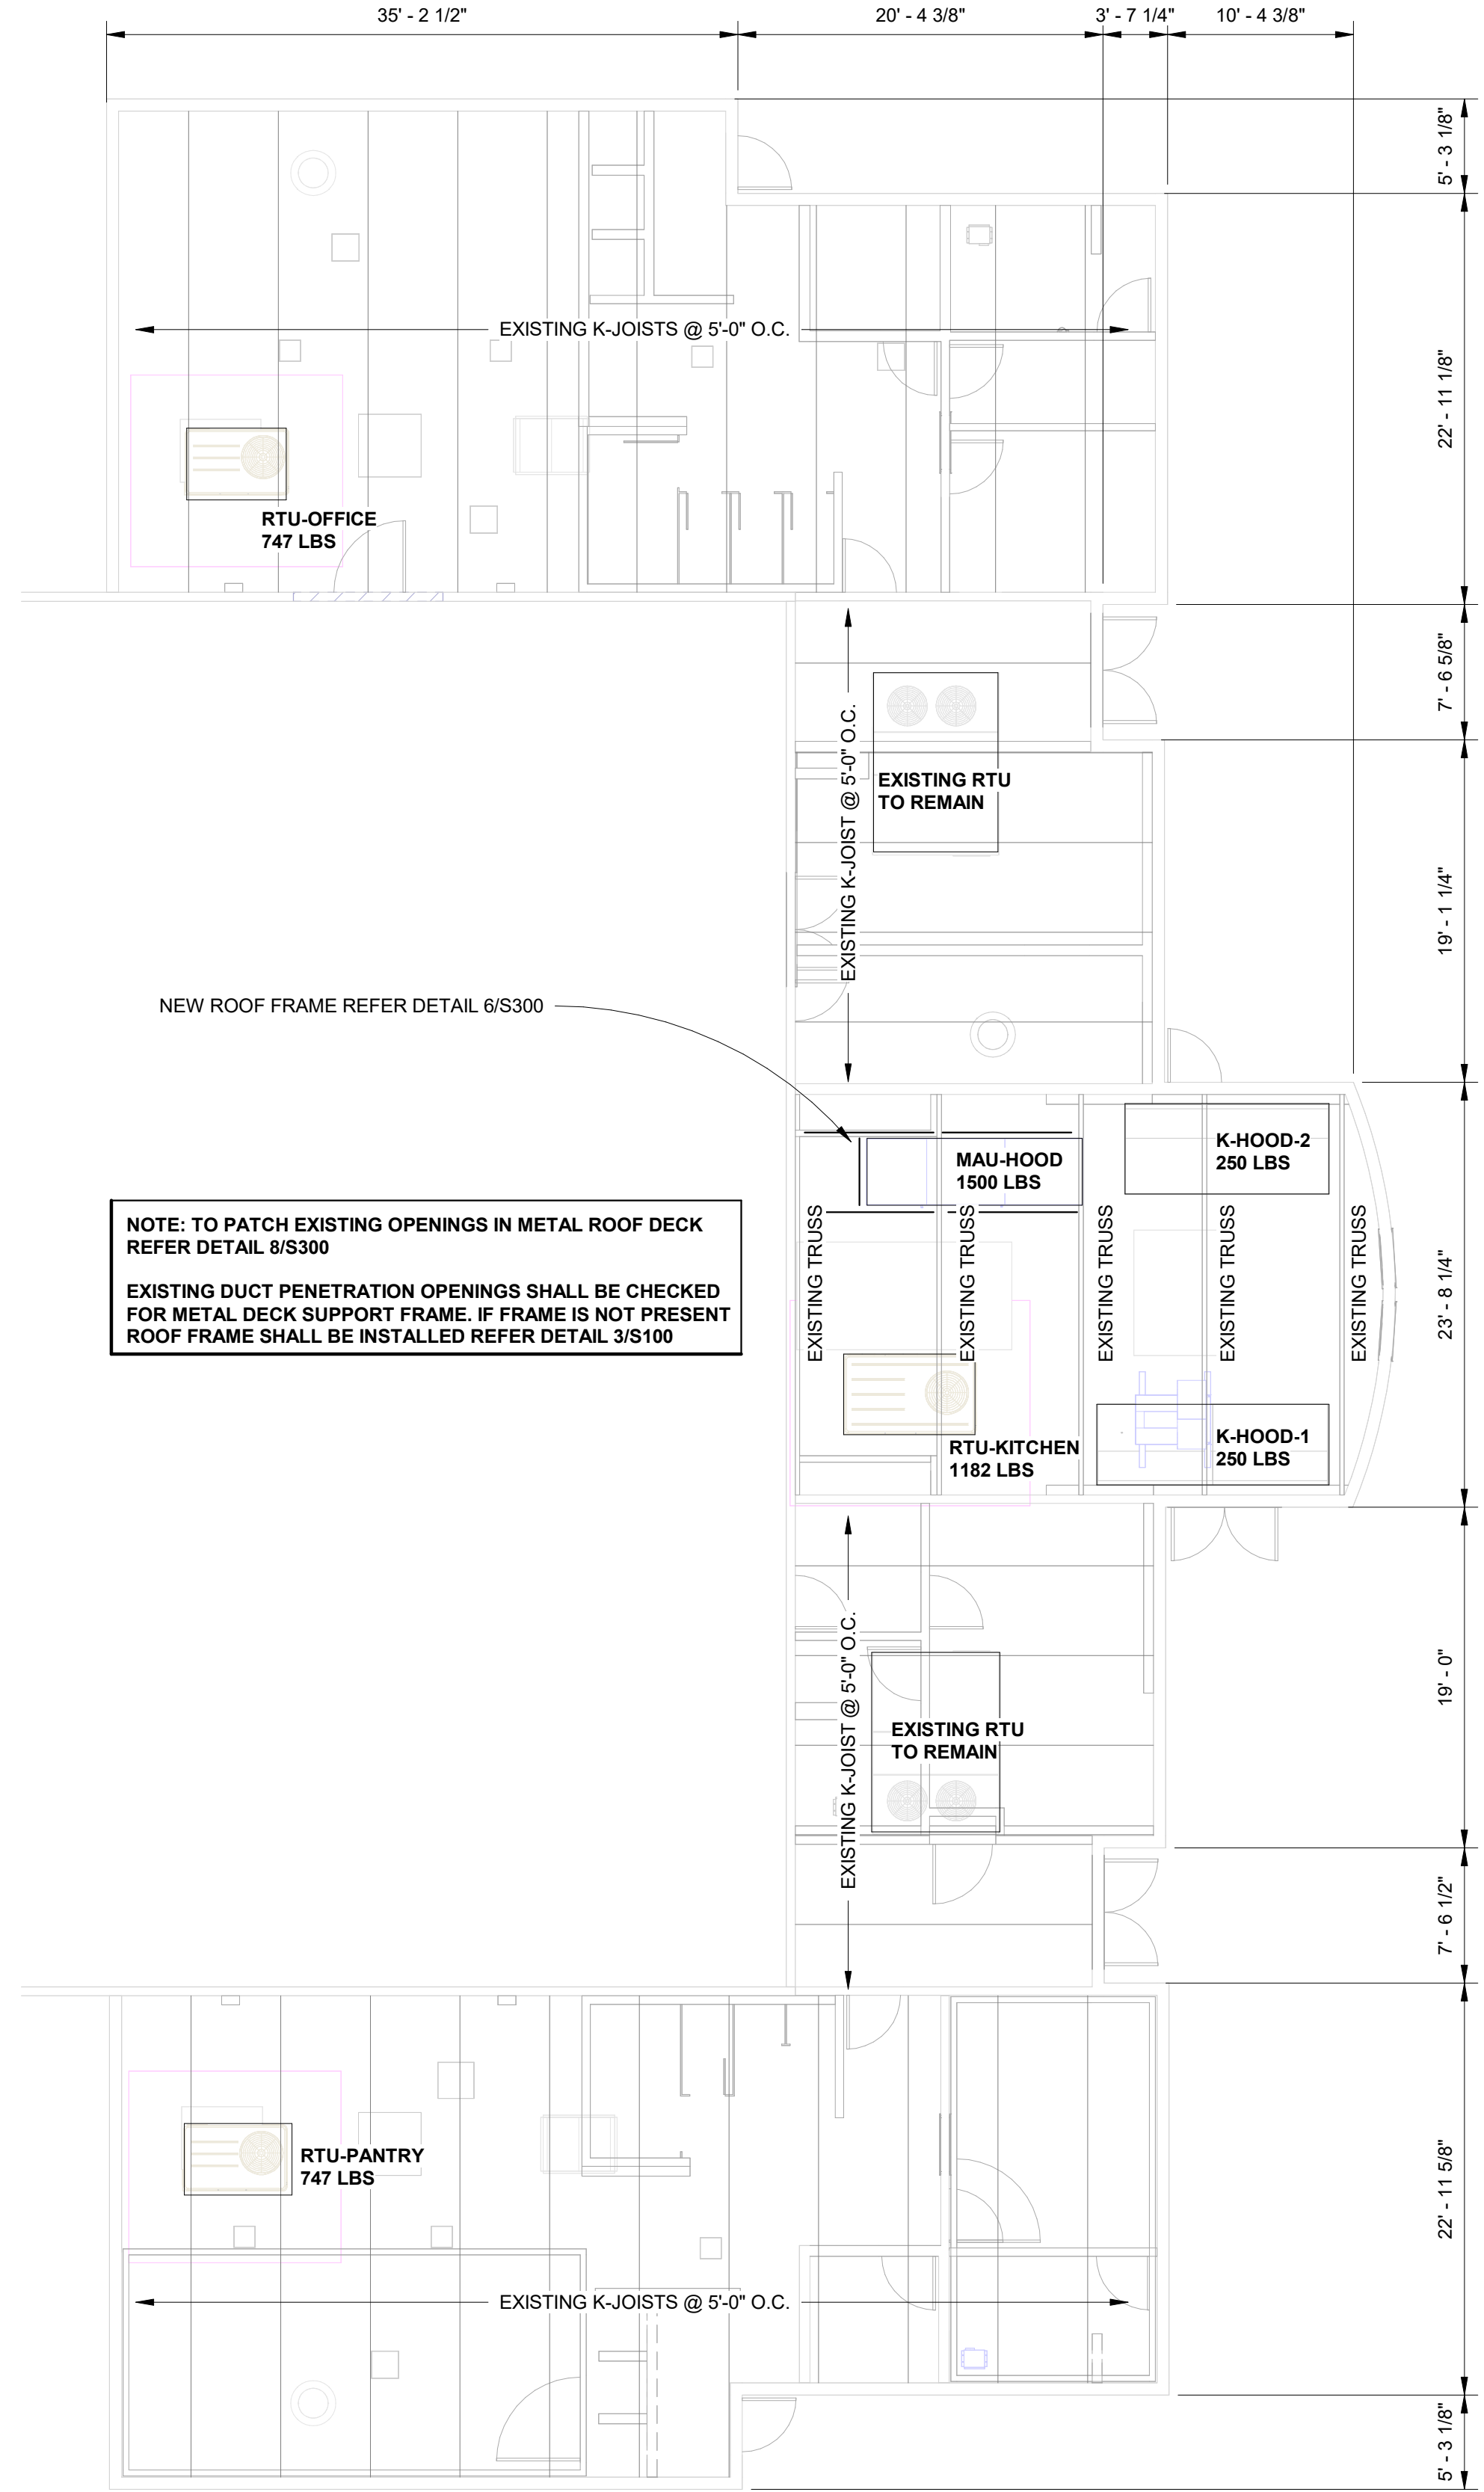 35' - 2 1/2"
20' - 4 3/8"
3' - 7 1/4"
10' - 4 3/8"
5' - 3 1/8"
22' - 11 1/8"
EXISTING K-JOISTS @ 5'-0" O.C.
RTU-OFFICE
747 LBS
7' - 6 5/8"
EXISTING K-JOIST @ 5'-0" O.C.
EXISTING RTU
TO REMAIN
19' - 1 1/4"
NEW ROOF FRAME REFER DETAIL 6/S300
MAU-HOOD
1500 LBS
K-HOOD-2
250 LBS
NOTE: TO PATCH EXISTING OPENINGS IN METAL ROOF DECK
REFER DETAIL 8/S300
EXISTING DUCT PENETRATION OPENINGS SHALL BE CHECKED
FOR METAL DECK SUPPORT FRAME. IF FRAME IS NOT PRESENT
ROOF FRAME SHALL BE INSTALLED REFER DETAIL 3/S100
EXISTING TRUSS
EXISTING TRUSS
EXISTING TRUSS
EXISTING TRUSS
EXISTING TRUSS
23' - 8 1/4"
RTU-KITCHEN
1182 LBS
K-HOOD-1
250 LBS
EXISTING K-JOIST @ 5'-0" O.C.
EXISTING RTU
TO REMAIN
19' - 0"
7' - 6 1/2"
RTU-PANTRY
747 LBS
22' - 11 5/8"
EXISTING K-JOISTS @ 5'-0" O.C.
5' - 3 1/8"